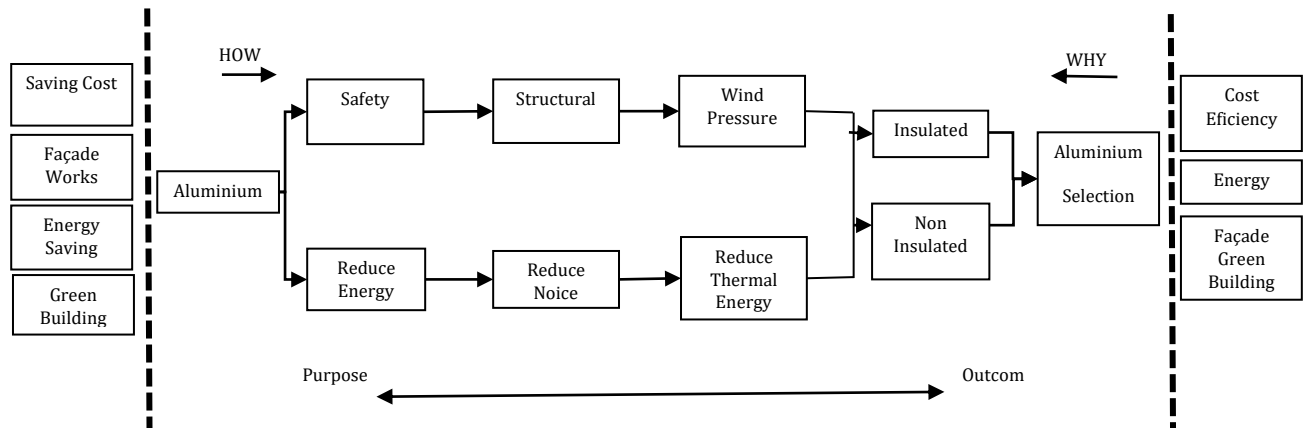 HOW
WHY
Saving Cost
Façade
Works
Energy
Saving
Green
Building
Aluminium
Safety
Structural
Wind
Pressure
Reduce
Energy
Reduce
Noice
Reduce
Thermal
Energy
Insulated
Non
Insulated
Aluminium
Selection
Cost
Eficiency
Energy
Façade
Green
Building
Purpose
Outcom